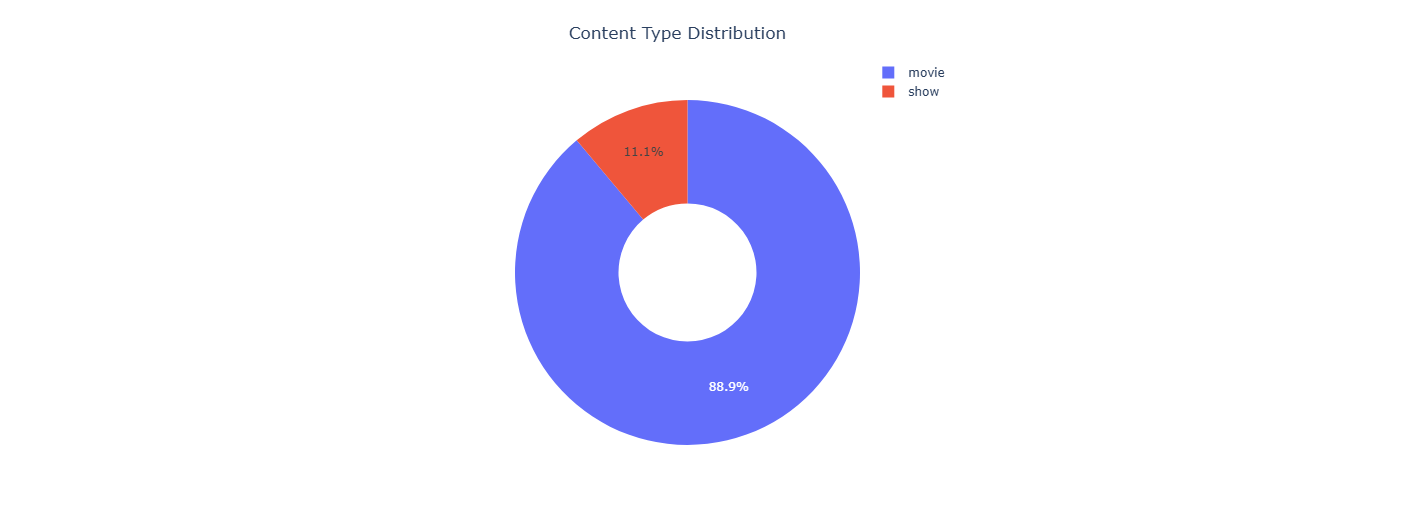 Content Type Distribution
movie
show
11.1%
88.9%